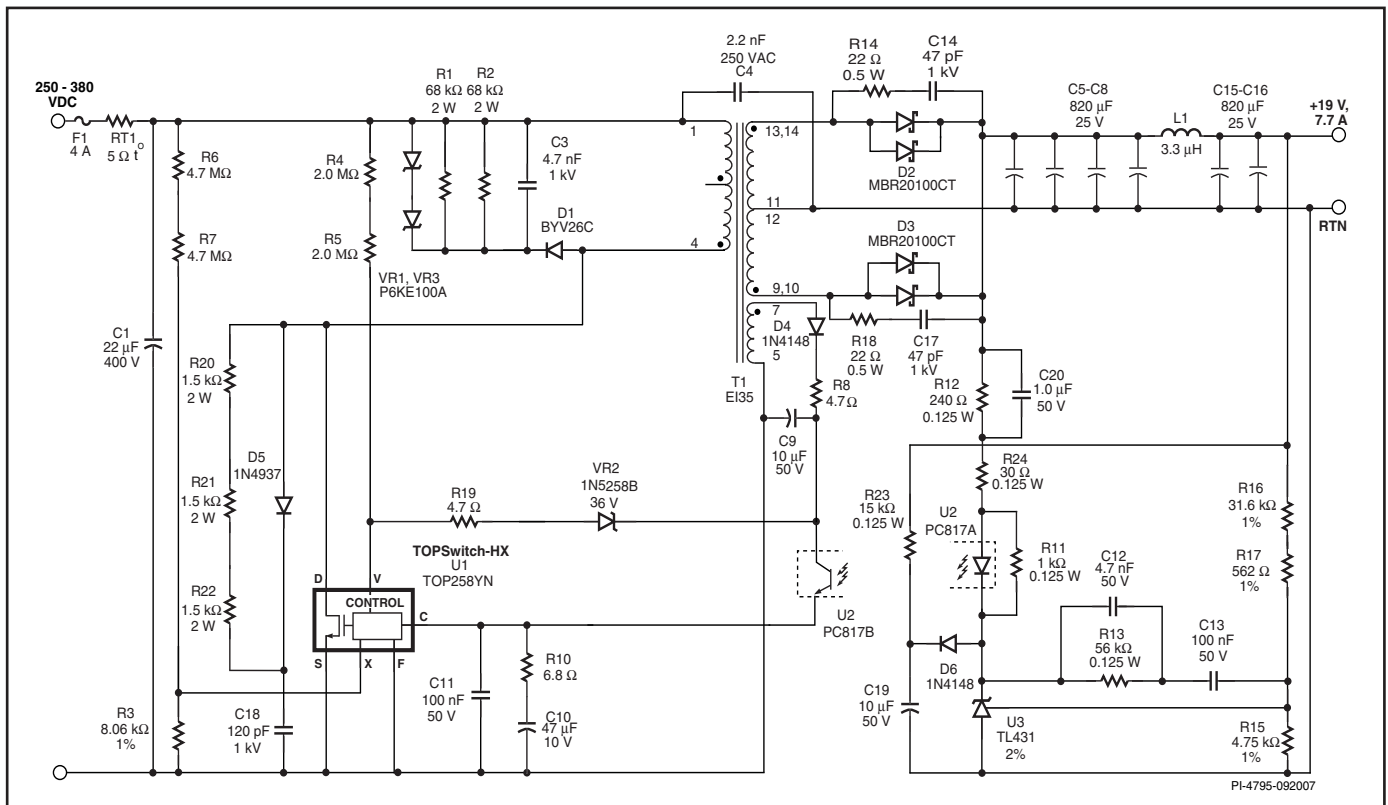 250 - 380
VDC
F1
4 A
RT1
5 Ω
t
o
R6
4.7 MΩ
R7
4.7 MΩ
C1
22 μF
400 V
R3
8.06 kΩ
1%
R4
2.0 MΩ
R5
2.0 MΩ
VR1, VR3
P6KE100A
R1
68 kΩ
2 W
R2
68 kΩ
2 W
C3
4.7 nF
1 kV
D1
BYV26C
2.2 nF
250 VAC
C4
1
4
13,14
11
12
9,10
7
5
T1
EI35
R14
22 Ω
0.5 W
C14
47 pF
1 kV
D2
MBR20100CT
D3
MBR20100CT
D4
1N4148
R18
22 Ω
0.5 W
C17
47 pF
1 kV
C5-C8
820 μF
25 V
L1
3.3 μH
C15-C16
820 μF
25 V
+19 V,
7.7 A
RTN
R20
1.5 kΩ
2 W
R21
1.5 kΩ
2 W
R22
1.5 kΩ
2 W
D5
1N4937
C18
120 pF
1 kV
R8
4.7 Ω
C9
10 μF
50 V
R19
4.7 Ω
VR2
1N5258B
36 V
TOPSwitch-HX
U1
TOP258YN
D
V
CONTROL
C
S
X
F
C11
100 nF
50 V
R10
6.8 Ω
C10
47 μF
10 V
U2
PC817B
R12
240 Ω
0.125 W
C20
1.0 μF
50 V
R24
30 Ω
0.125 W
R23
15 kΩ
0.125 W
U2
PC817A
R11
1 kΩ
0.125 W
C12
4.7 nF
50 V
R13
56 kΩ
0.125 W
C13
100 nF
50 V
R16
31.6 kΩ
1%
R17
562 Ω
1%
D6
1N4148
C19
10 μF
50 V
U3
TL431
2%
R15
4.75 kΩ
1%
PI-4795-092007